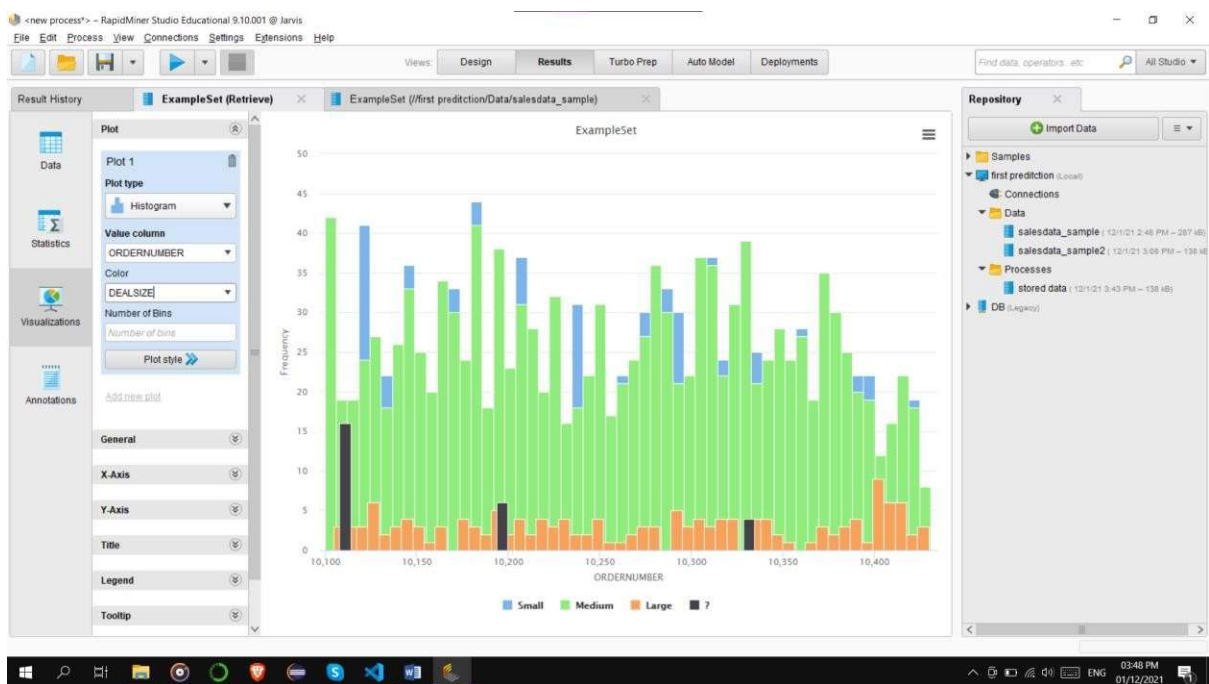 <new process*> – RapidMiner Studio Educational 9.10.001 @ Jarvis
File Edit Process View Connections Settings Extensions Help
Views: Design Results Turbo Prep Auto Model Deployments
Find data, operators...etc
All Studio
Result History
ExampleSet (Retrieve)
ExampleSet (//first preditction/Data/salesdata_sample)
Repository
Data
Statistics
Visualizations
Annotations
Plot
Plot 1
Plot type
Histogram
Value column
ORDERNUMBER
Color
DEALSIZE
Number of Bins
Number of bins
Plot style
Add new plot
General
X-Axis
Y-Axis
Title
Legend
Tooltip
ExampleSet
Frequency
50
45
40
35
30
25
20
15
10
5
0
10,100 10,150 10,200 10,250 10,300 10,350 10,400
ORDERNUMBER
Small Medium Large ?
Import Data
Samples
first preditction (Local)
Connections
Data
salesdata_sample (12/1/21 2:46 PM – 287 kB)
salesdata_sample2 (12/1/21 3:06 PM – 138 kB
Processes
stored data (12/1/21 3:43 PM – 138 kB)
DB (Legacy)
ENG
03:48 PM
01/12/2021